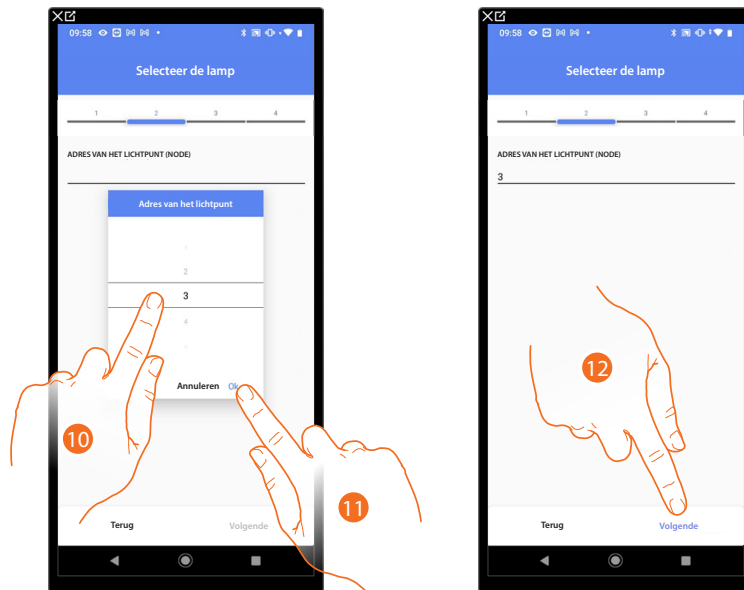 09:58
Selecteer de lamp
1 2 3 4
ADRES VAN HET LICHTPUNT (NODE)
Adres van het lichtpunt
1
2
3
4
Annuleren Ok
10
11
Terug Volgende
09:58
Selecteer de lamp
1 2 3 4
ADRES VAN HET LICHTPUNT (NODE)
3
12
Terug Volgende